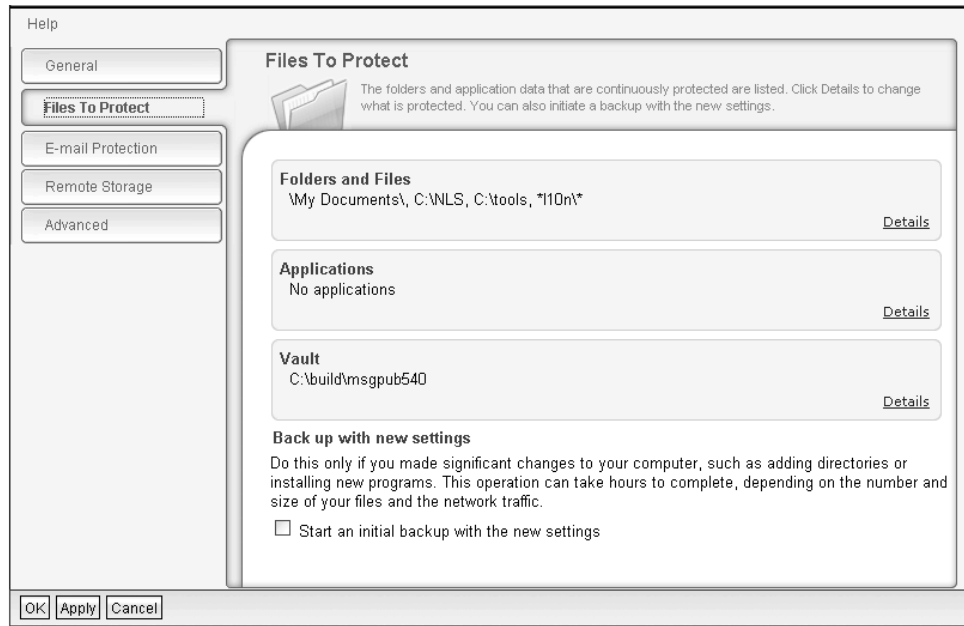 Help
General
Files To Protect
E-mail Protection
Remote Storage
Advanced
Files To Protect
The folders and application data that are continuously protected are listed. Click Details to change
what is protected. You can also initiate a backup with the new settings.
Folders and Files
\My Documents\, C:\NLS, C:\tools, *l10n\*
Details
Applications
No applications
Details
Vault
C:\build\msgpub540
Details
Back up with new settings
Do this only if you made significant changes to your computer, such as adding directories or
installing new programs. This operation can take hours to complete, depending on the number and
size of your files and the network traffic.
Start an initial backup with the new settings
OK Apply Cancel